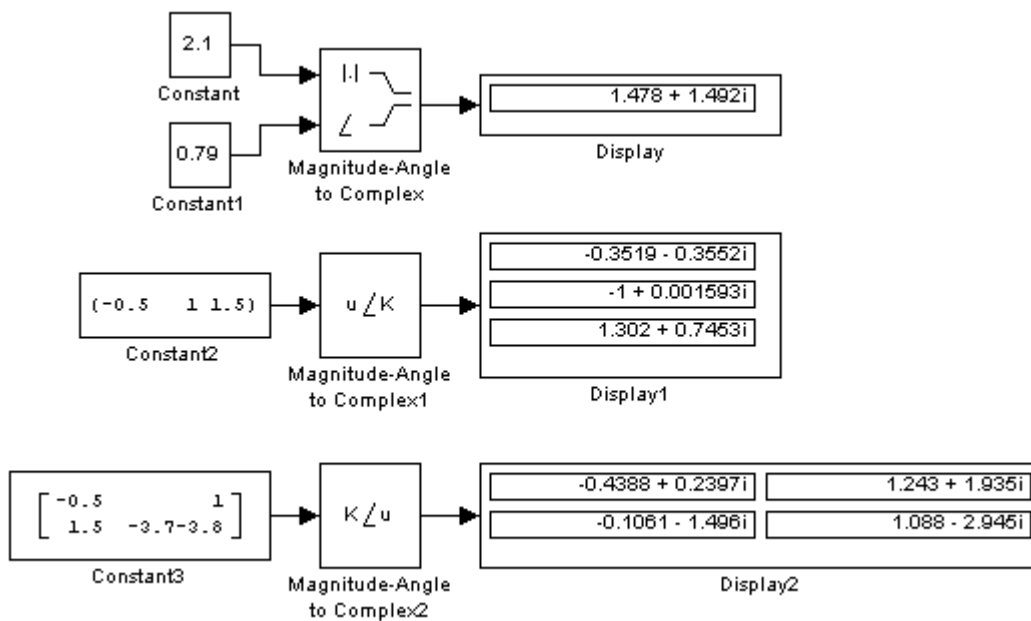 2.1
Constant
0.79
Constant1
|.|
∠
Magnitude-Angle
to Complex
1.478 + 1.492i
Display
(-0.5 1 1.5)
Constant2
u∠K
Magnitude-Angle
to Complex1
-0.3519 - 0.3552i
-1 + 0.001593i
1.302 + 0.7453i
Display1
-0.5 1
1.5 -3.7-3.8
Constant3
K∠u
Magnitude-Angle
to Complex2
-0.4388 + 0.2397i 1.243 + 1.935i
-0.1061 - 1.496i 1.088 - 2.945i
Display2